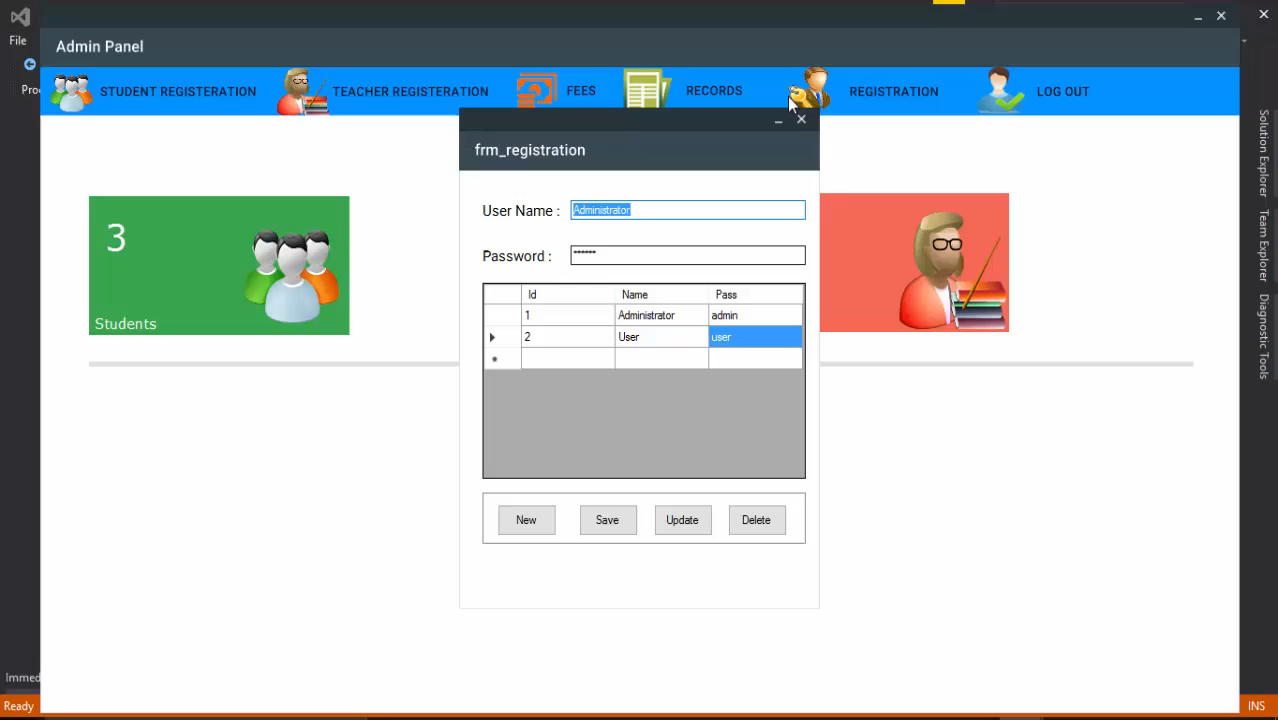 File
Admin Panel
STUDENT REGISTERATION
TEACHER REGISTERATION
FEES
RECORDS
REGISTRATION
LOG OUT
Proc
frm_registration
User Name :
Administrator
Password :
******
Id Name Pass
1 Administrator admin
2 User user
3
Students
New Save Update Delete
Solution Explorer
Team Explorer
Diagnostic Tools
Immed
Ready
INS